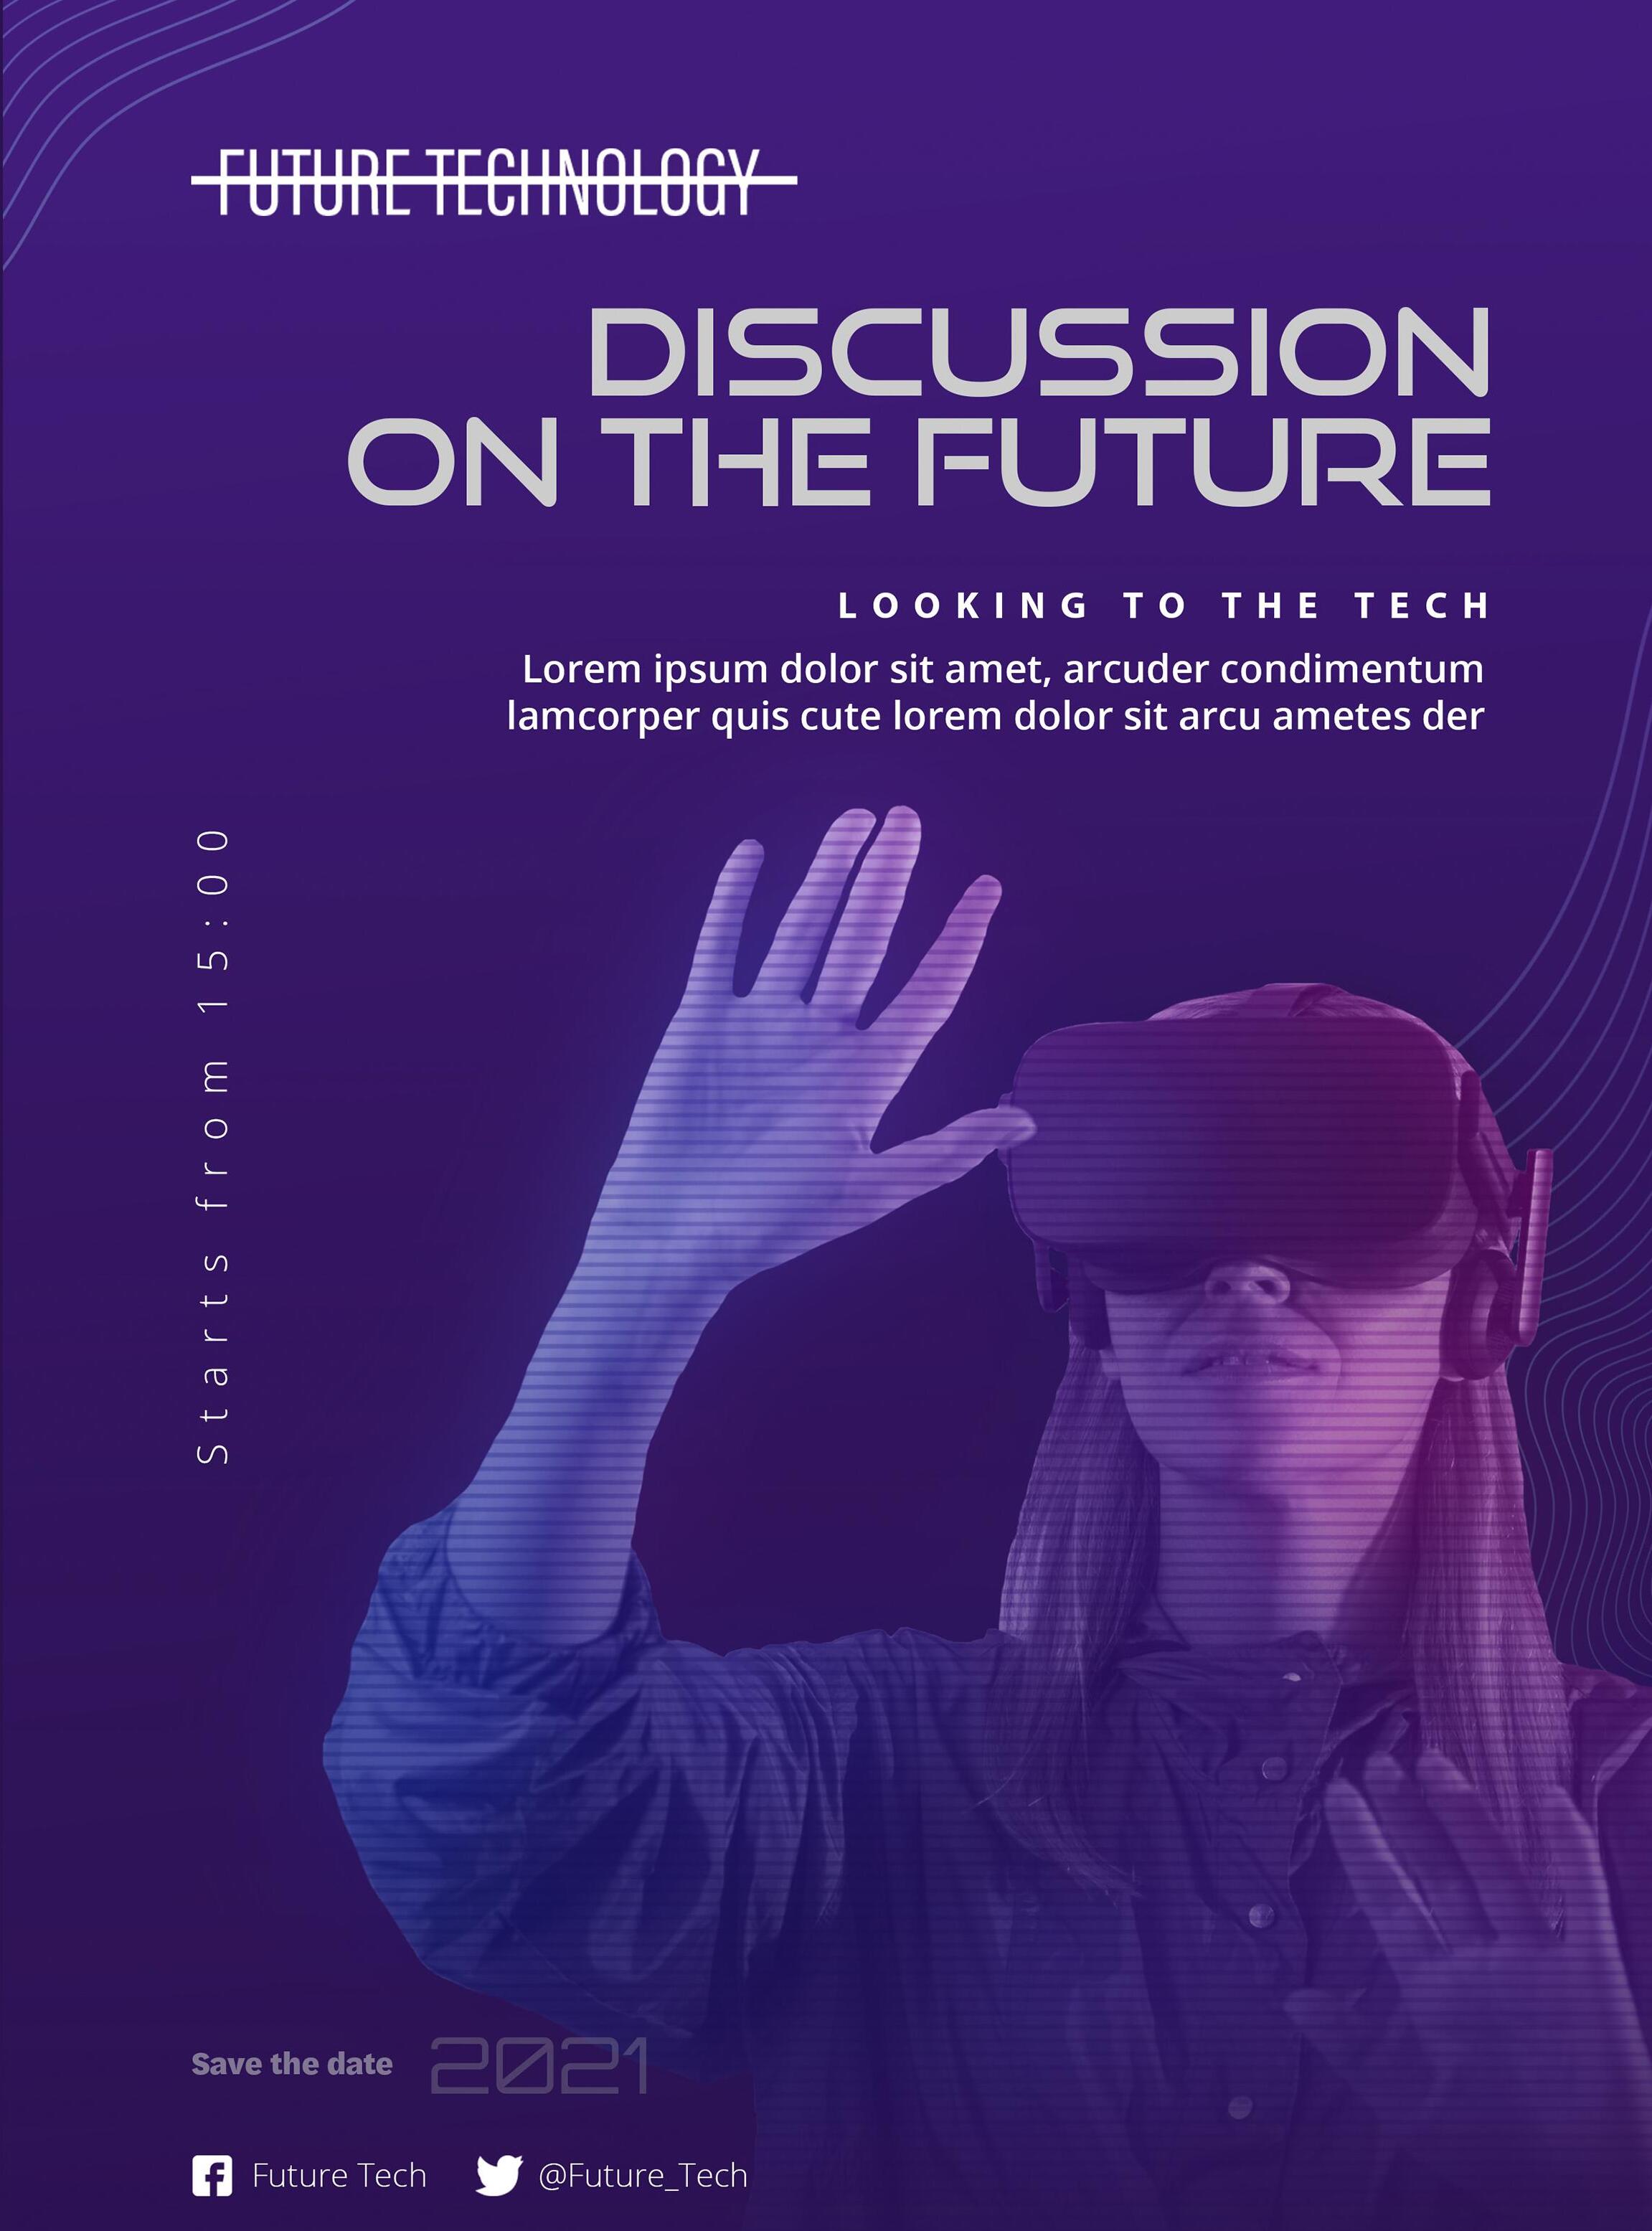 FUTURE TECHNOLOGY
DISCUSSION
ON THE FUTURE
LOOKING TO THE TECH
Lorem ipsum dolor sit amet, arcuder condimentum
lamcorper quis cute lorem dolor sit arcu ametes der
Starts from 15:00
Save the date 2021
Future Tech @Future_Tech